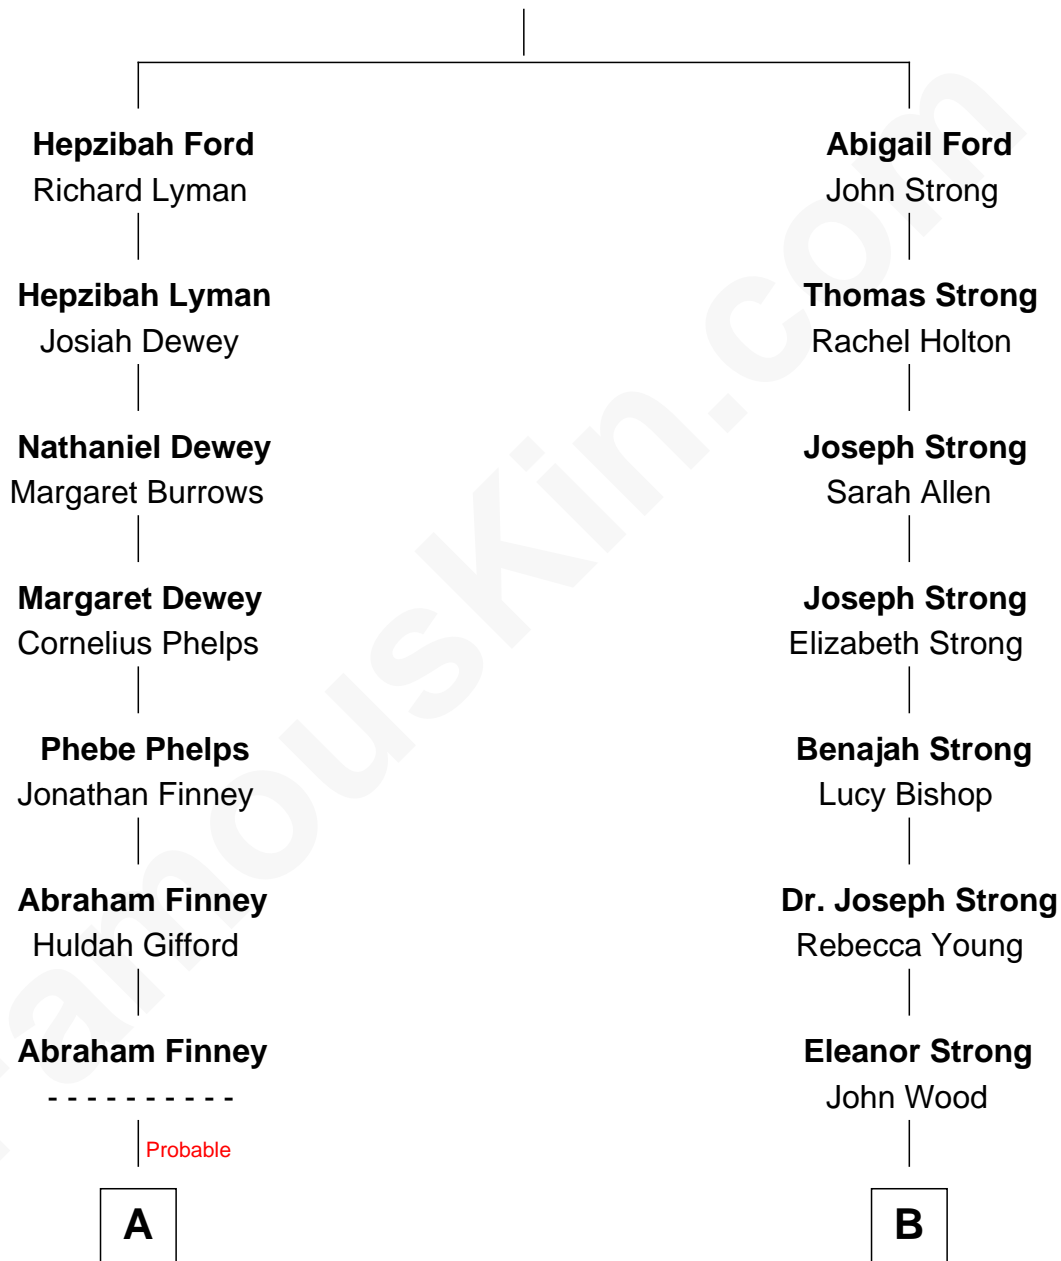 Hepzibah Ford
Richard Lyman
Abigail Ford
John Strong
Hepzibah Lyman
Josiah Dewey
Thomas Strong
Rachel Holton
Nathaniel Dewey
Margaret Burrows
Joseph Strong
Sarah Allen
Margaret Dewey
Cornelius Phelps
Joseph Strong
Elizabeth Strong
Phebe Phelps
Jonathan Finney
Benajah Strong
Lucy Bishop
Abraham Finney
Huldah Gifford
Dr. Joseph Strong
Rebecca Young
Abraham Finney
- - - - - - - - - -
Eleanor Strong
John Wood
Probable
A
B
FamousKin.com